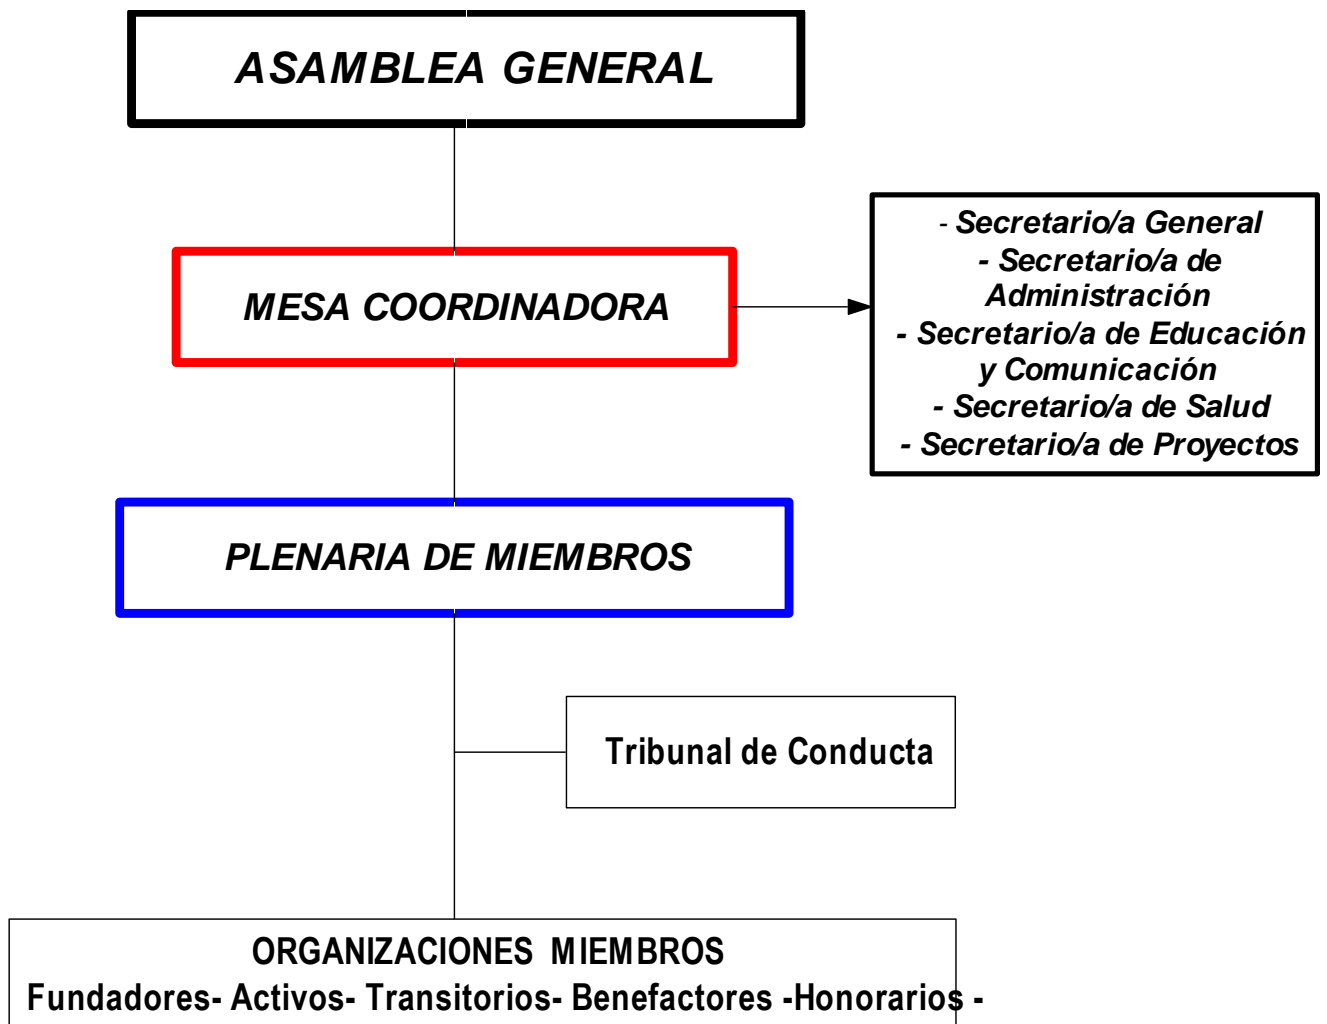 ASAMBLEA GENERAL
MESA COORDINADORA
- Secretario/a General
- Secretario/a de
Administración
- Secretario/a de Educación
y Comunicación
- Secretario/a de Salud
- Secretario/a de Proyectos
PLENARIA DE MIEMBROS
Tribunal de Conducta
ORGANIZACIONES MIEMBROS
Fundadores- Activos- Transitorios- Benefactores -Honorarios -